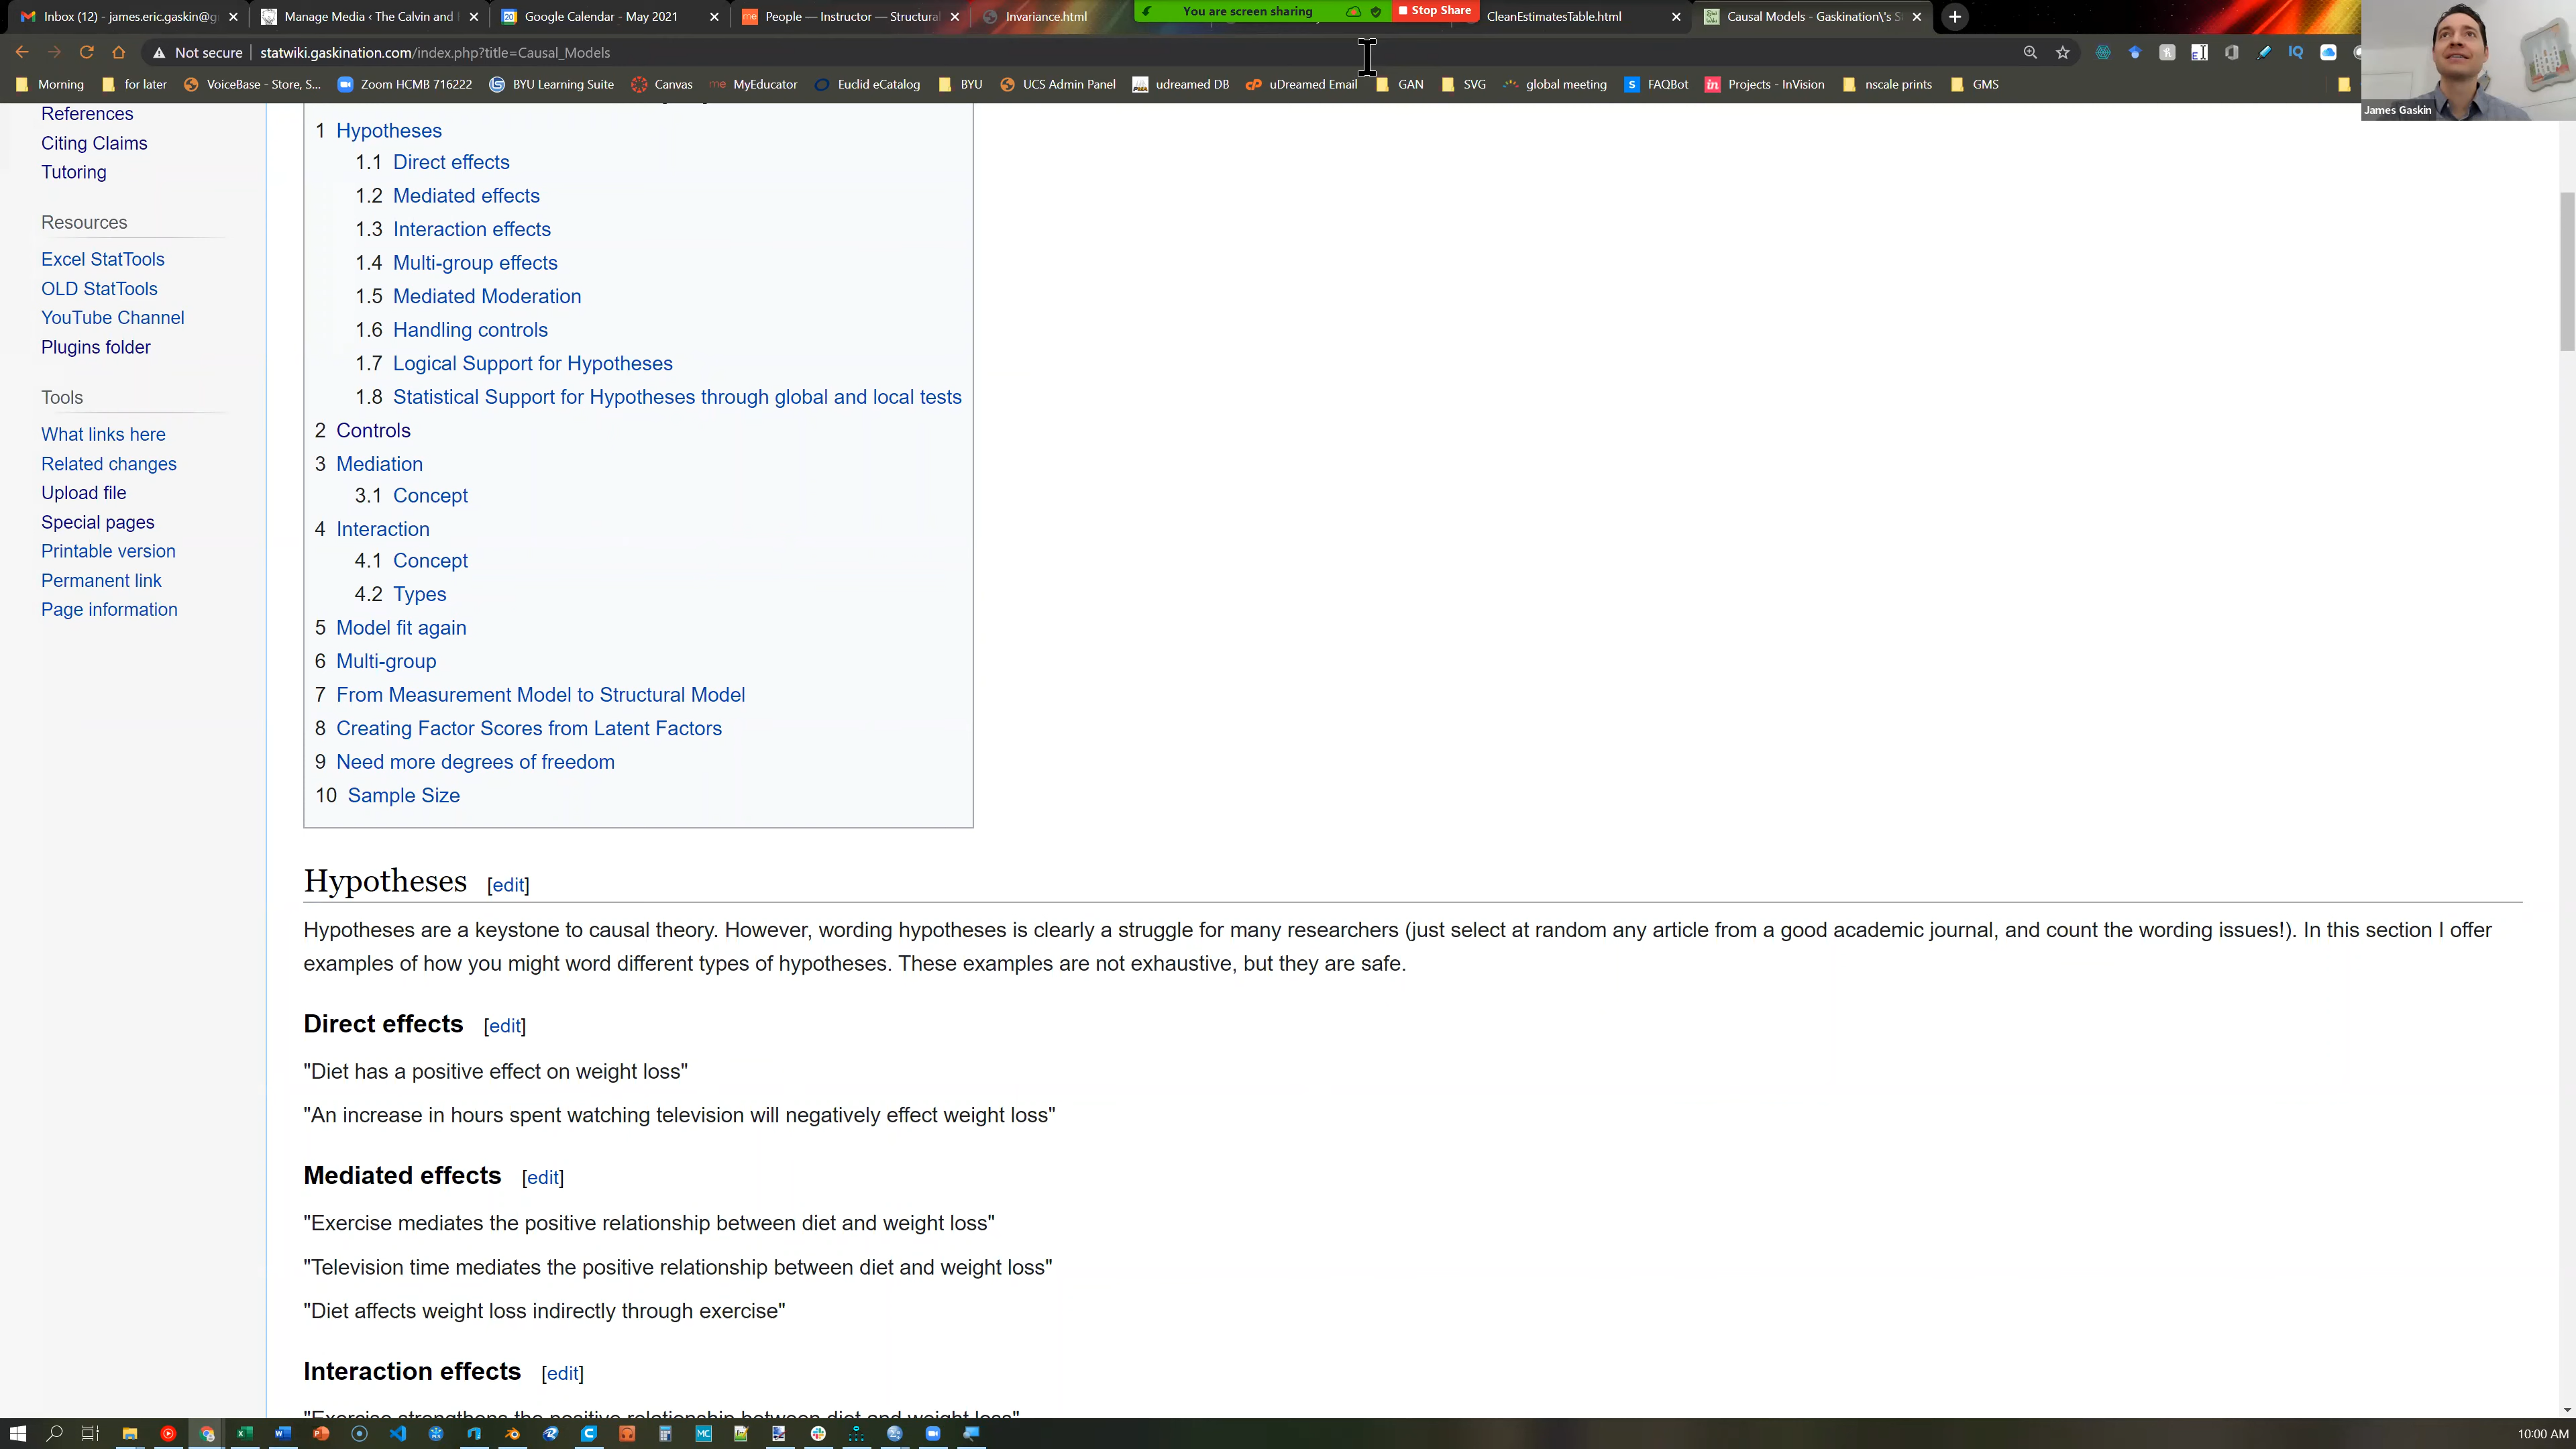 Inbox (12) - james.eric.gaskin@g
Manage Media ‹ The Calvin and
Google Calendar - May 2021
People — Instructor — Structural
Invariance.html
You are screen sharing
Stop Share
CleanEstimatesTable.html
Causal Models - Gaskination\'s S
Not secure
statwiki.gaskination.com/index.php?title=Causal_Models
Morning
for later
VoiceBase - Store, S...
Zoom HCMB 716222
BYU Learning Suite
Canvas
MyEducator
Euclid eCatalog
BYU
UCS Admin Panel
udreamed DB
uDreamed Email
GAN
SVG
global meeting
FAQBot
Projects - InVision
nscale prints
GMS
James Gaskin
References
Citing Claims
Tutoring
Resources
Excel StatTools
OLD StatTools
YouTube Channel
Plugins folder
Tools
What links here
Related changes
Upload file
Special pages
Printable version
Permanent link
Page information
1 Hypotheses
1.1 Direct effects
1.2 Mediated effects
1.3 Interaction effects
1.4 Multi-group effects
1.5 Mediated Moderation
1.6 Handling controls
1.7 Logical Support for Hypotheses
1.8 Statistical Support for Hypotheses through global and local tests
2 Controls
3 Mediation
3.1 Concept
4 Interaction
4.1 Concept
4.2 Types
5 Model fit again
6 Multi-group
7 From Measurement Model to Structural Model
8 Creating Factor Scores from Latent Factors
9 Need more degrees of freedom
10 Sample Size
Hypotheses [edit]
Hypotheses are a keystone to causal theory. However, wording hypotheses is clearly a struggle for many researchers (just select at random any article from a good academic journal, and count the wording issues!). In this section I offer
examples of how you might word different types of hypotheses. These examples are not exhaustive, but they are safe.
Direct effects [edit]
"Diet has a positive effect on weight loss"
"An increase in hours spent watching television will negatively effect weight loss"
Mediated effects [edit]
"Exercise mediates the positive relationship between diet and weight loss"
"Television time mediates the positive relationship between diet and weight loss"
"Diet affects weight loss indirectly through exercise"
Interaction effects [edit]
"Exercise strengthens the positive relationship between diet and weight loss"
10:00 AM